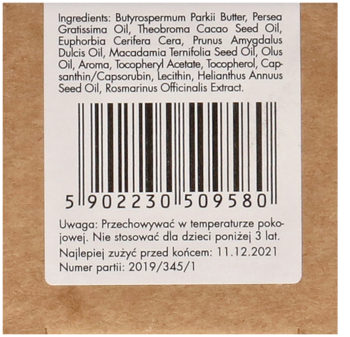 Ingredients: Butyrospermum Parkii Butter, Persea
Gratissima Oil, Theobroma Cacao Seed Oil,
Euphorbia Cerifera Cera, Prunus Amygdalus
Dulcis Oil, Macadamia Ternifolia Seed Oil, Olus
Oil, Aroma, Tocopheryl Acetate, Tocopherol, Cap-
santhin/Capsorubin, Lecithin, Helianthus Annuus
Seed Oil, Rosmarinus Officinalis Extract.
5 902230 509580
Uwaga: Przechowywać w temperaturze poko-
jowej. Nie stosować dla dzieci poniżej 3 lat.
Najlepiej zużyć przed końcem: 11.12.2021
Numer partii: 2019/345/1